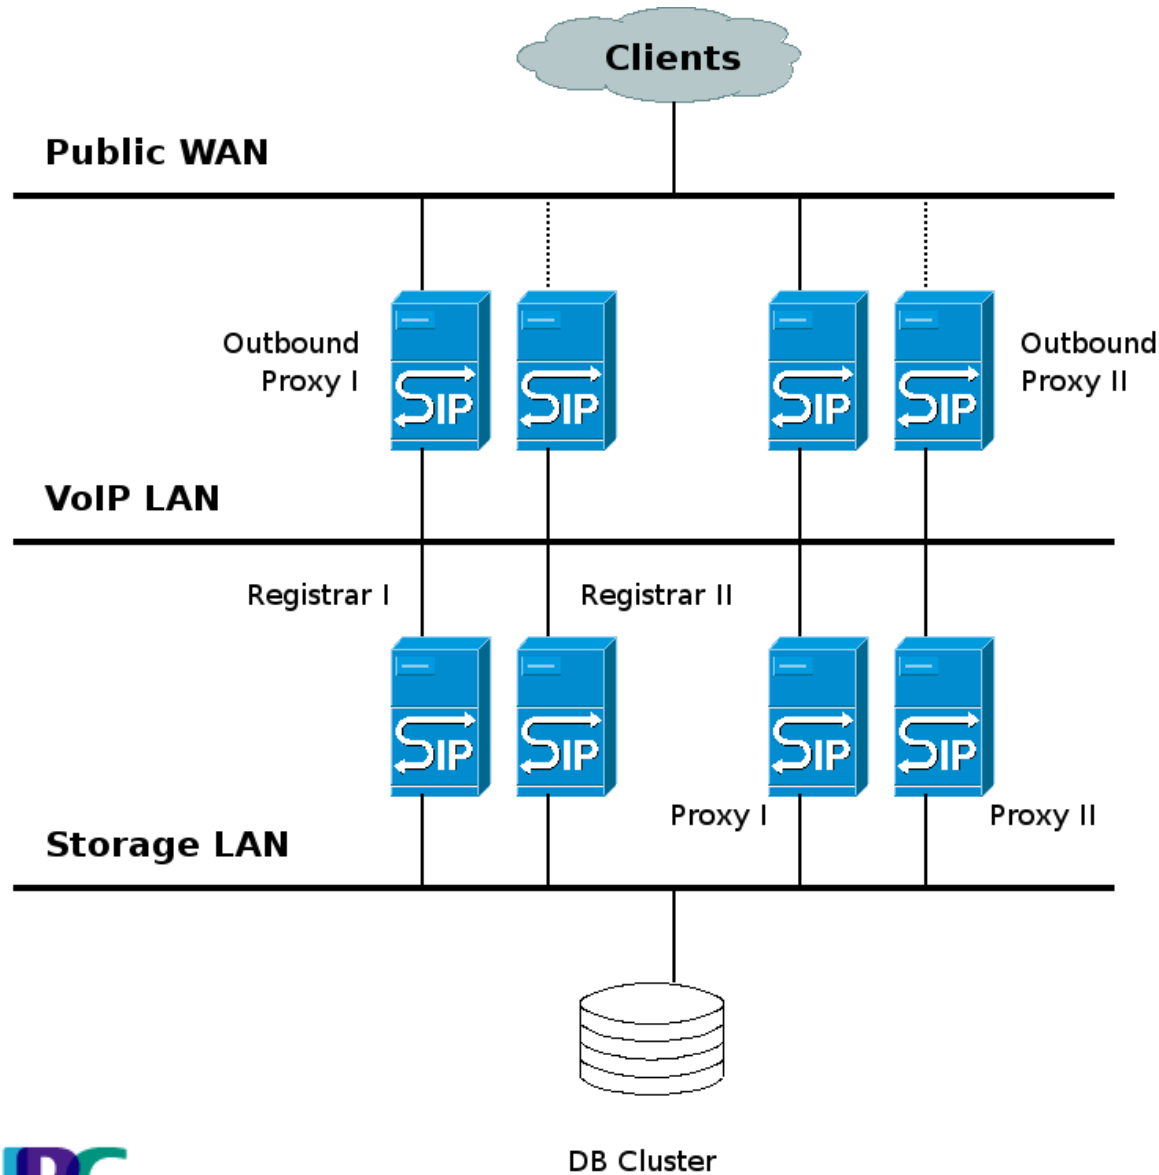 Clients
Public WAN
Outbound
Proxy I
SIP
SIP
SIP
SIP
Outbound
Proxy II
VoIP LAN
Registrar I
Registrar II
SIP
SIP
SIP
SIP
Proxy I
Proxy II
Storage LAN
DB Cluster